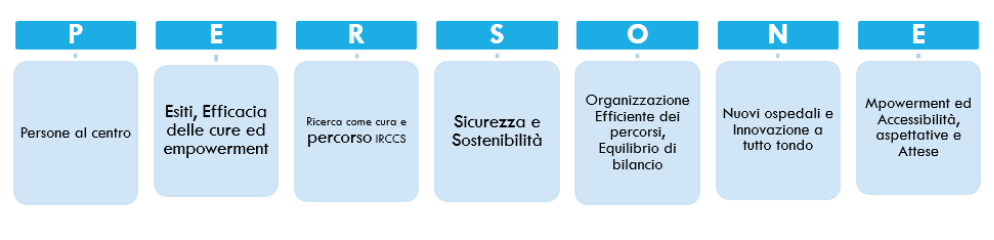 P E R S O N E
Persone al centro
Esiti, Efficacia
delle cure ed
empowerment
Ricerca come cura e
percorso IRCCS
Sicurezza e
Sostenibilità
Organizzazione
Efficiente dei
percorsi,
Equilibrio di
bilancio
Nuovi ospedali e
Innovazione a
tutto tondo
Mpowerment ed
Accessibilità,
aspettative e
Attese